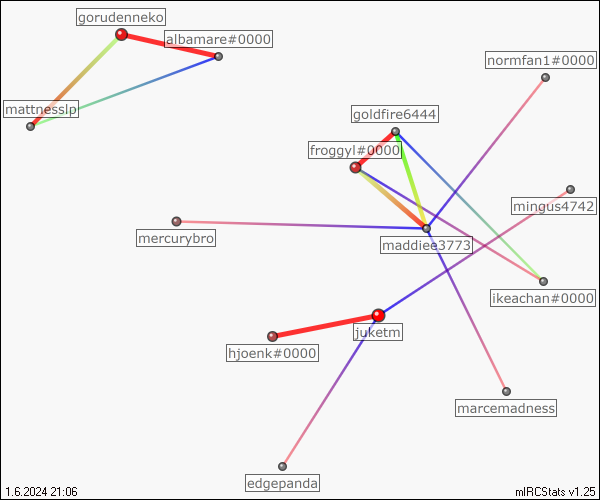 gorudenneko
albamare#0000
normfan1#0000
mattnesslp
goldfire6444
froggyl#0000
mingus4742
mercurybro
maddiee3773
ikeachan#0000
juketm
hjoenk#0000
marcemadness
edgepanda
1.6.2024 21:06
mIRCStats v1.25